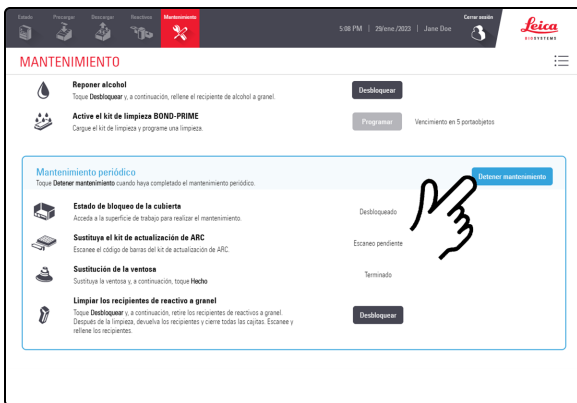 Estado Precargar Descargar Reactivos Mantenimiento
5:08 PM | 29/ene./2023 | Jane Doe
Cerrar sesión
Leica
BIOSYSTEMS
MANTENIMIENTO
Reponer alcohol
Toque Desbloquear y, a continuación, rellene el recipiente de alcohol a granel.
Desbloquear
Active el kit de limpieza BOND-PRIME
Cargue el kit de limpieza y programe una limpieza.
Programar
Vencimiento en 5 portaobjetos
Mantenimiento periódico
Toque Detener mantenimiento cuando haya completado el mantenimiento periódico.
Detener mantenimiento
Estado de bloqueo de la cubierta
Acceda a la superficie de trabajo para realizar el mantenimiento.
Desbloqueado
Sustituya el kit de actualización de ARC
Escanee el código de barras del kit de actualización de ARC.
Escaneo pendiente
Sustitución de la ventosa
Sustituya la ventosa y, a continuación, toque Hecho
Terminado
Limpiar los recipientes de reactivo a granel
Toque Desbloquear y, a continuación, retire los recipientes de reactivos a granel.
Después de la limpieza, devuelva los recipientes y cierre todas las cajitas. Escanee y
rellene los recipientes.
Desbloquear